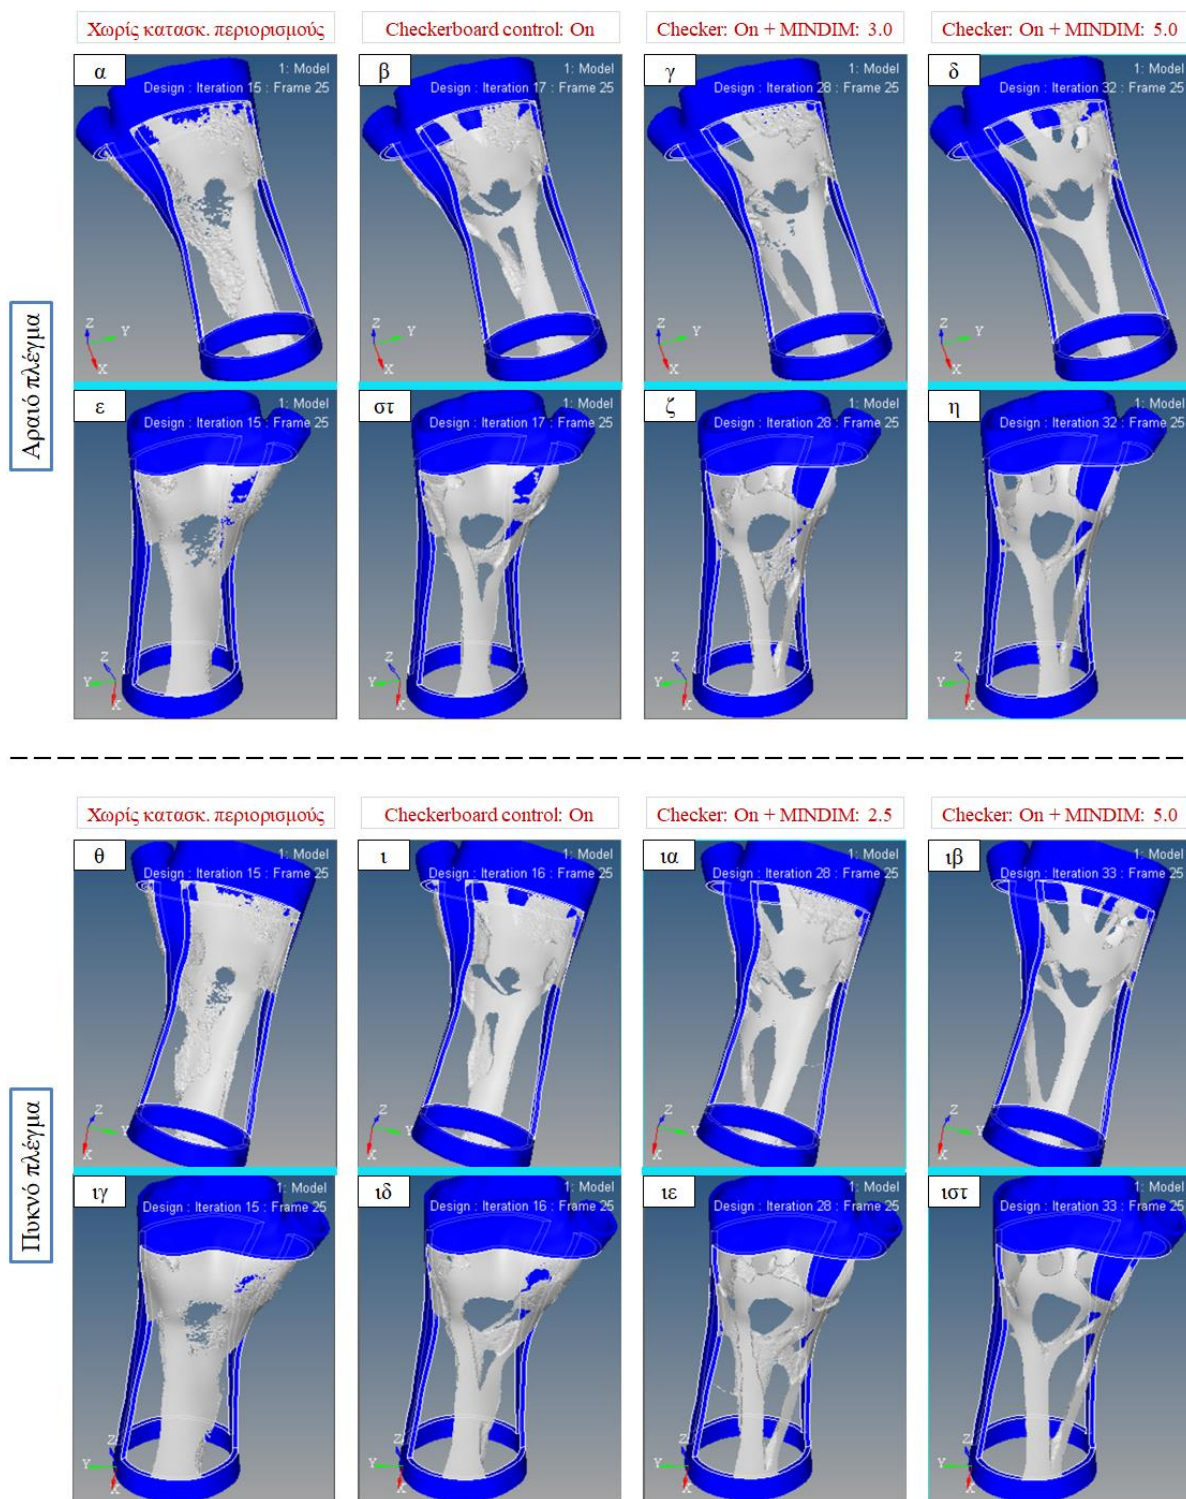 Χωρίς κατασκ. περιορισμούς
Checkerboard control: On
Checker: On + MINDIM: 3.0
Checker: On + MINDIM: 5.0
Αραιό πλέγμα
α
1: Model
Design : Iteration 15 : Frame 25
Z
Y
X
β
1: Model
Design : Iteration 17 : Frame 25
Z
Y
X
γ
1: Model
Design : Iteration 28 : Frame 25
Z
Y
X
δ
1: Model
Design : Iteration 32 : Frame 25
Z
Y
X
ε
1: Model
Design : Iteration 15 : Frame 25
Z
Y
X
στ
1: Model
Design : Iteration 17 : Frame 25
Z
Y
X
ζ
1: Model
Design : Iteration 28 : Frame 25
Z
Y
X
η
1: Model
Design : Iteration 32 : Frame 25
Z
Y
X
Χωρίς κατασκ. περιορισμούς
Checkerboard control: On
Checker: On + MINDIM: 2.5
Checker: On + MINDIM: 5.0
Πυκνό πλέγμα
θ
1: Model
Design : Iteration 15 : Frame 25
Z
Y
X
ι
1: Model
Design : Iteration 16 : Frame 25
Z
Y
X
ια
1: Model
Design : Iteration 28 : Frame 25
Z
Y
X
ιβ
1: Model
Design : Iteration 33 : Frame 25
Z
Y
X
ιγ
1: Model
Design : Iteration 15 : Frame 25
Z
Y
X
ιδ
1: Model
Design : Iteration 16 : Frame 25
Z
Y
X
ιε
1: Model
Design : Iteration 28 : Frame 25
Z
Y
X
ιστ
1: Model
Design : Iteration 33 : Frame 25
Z
Y
X